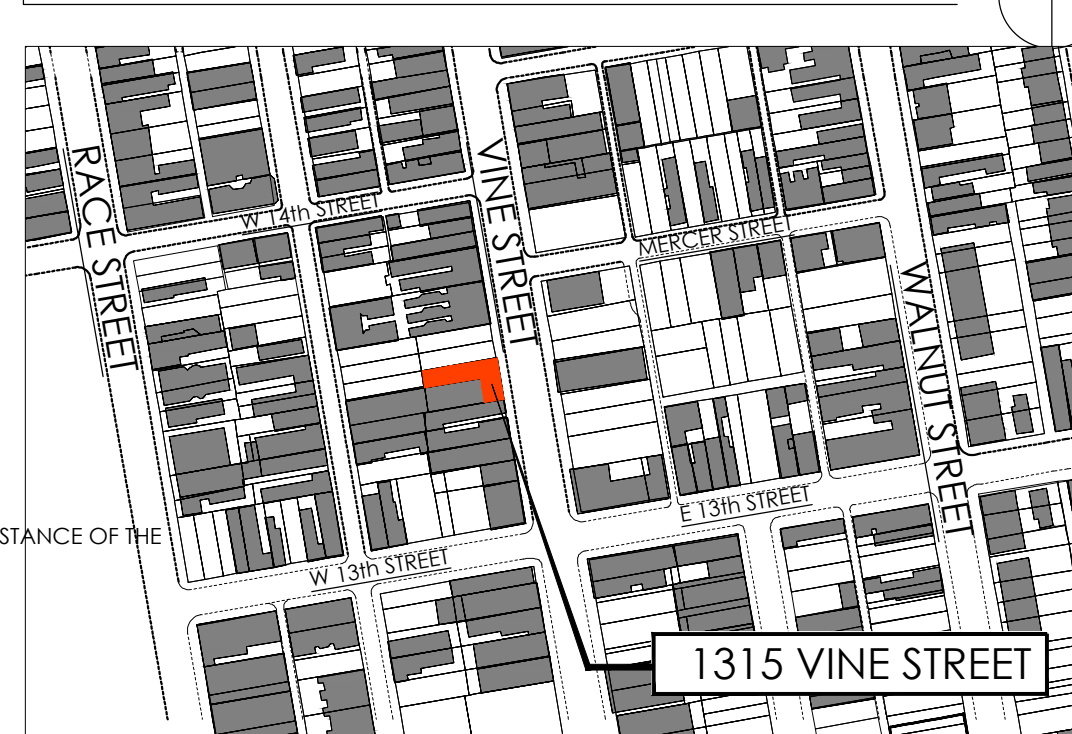 RACE STREET
W 14th STREET
VINE STREET
MERCER STREET
WALNUT STREET
E 13th STREET
STANCE OF THE
W 13th STREET
1315 VINE STREET